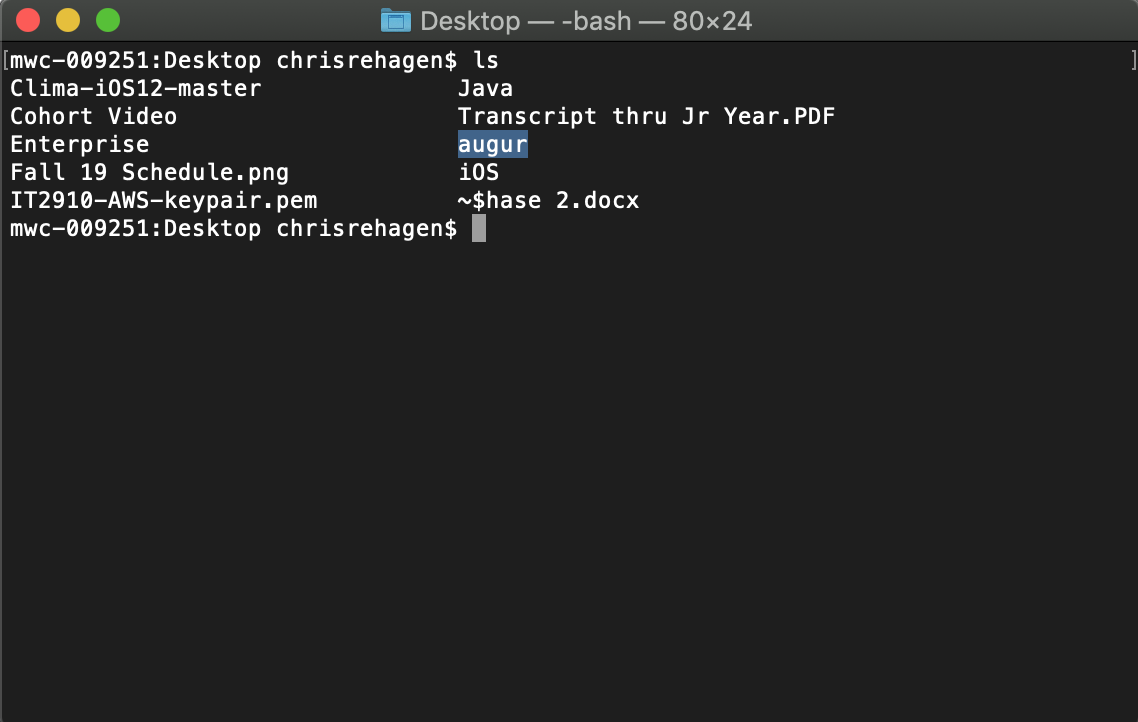 Desktop — -bash — 80×24
[mwc-009251:Desktop chrisrehagen$ ls ]
Clima-iOS12-master Java
Cohort Video Transcript thru Jr Year.PDF
Enterprise augur
Fall 19 Schedule.png iOS
IT2910-AWS-keypair.pem ~$hase 2.docx
mwc-009251:Desktop chrisrehagen$